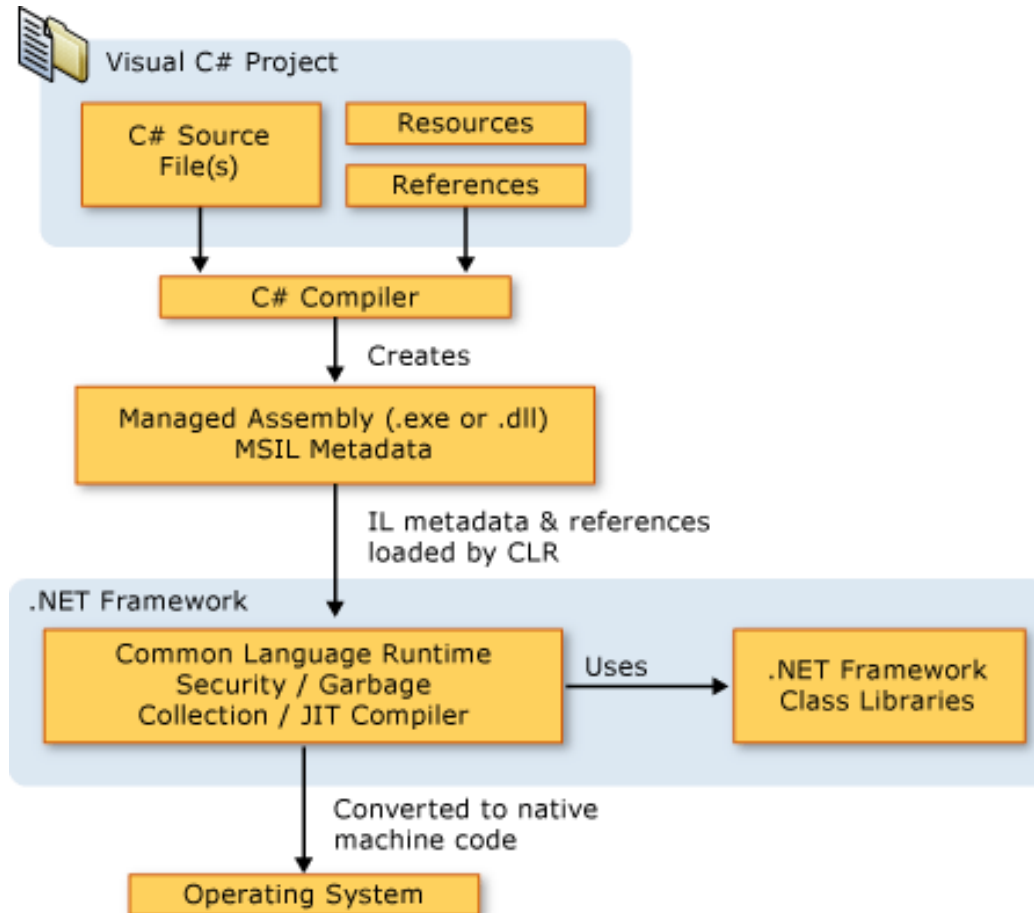 Visual C# Project
C# Source
File(s)
Resources
References
C# Compiler
Creates
Managed Assembly (.exe or .dll)
MSIL Metadata
IL metadata & references
loaded by CLR
.NET Framework
Common Language Runtime
Security / Garbage
Collection / JIT Compiler
Uses
.NET Framework
Class Libraries
Converted to native
machine code
Operating System